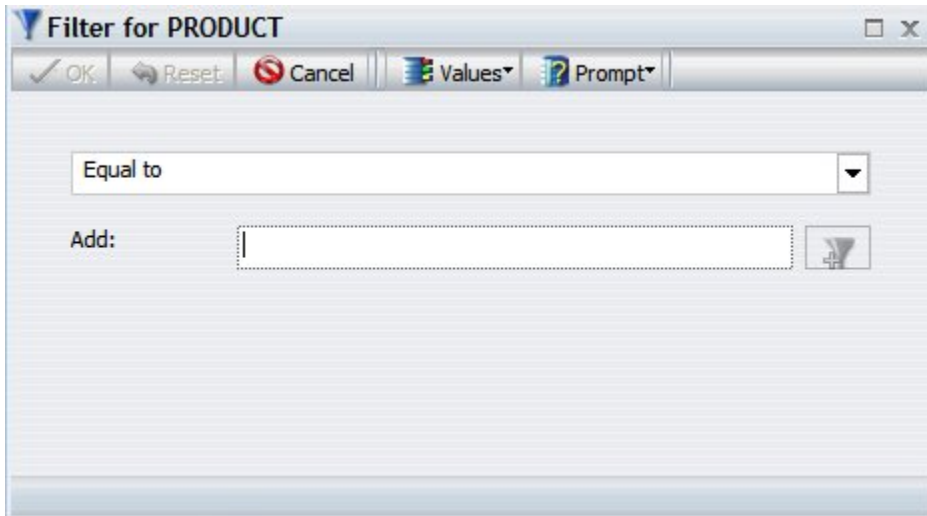 Filter for PRODUCT
OK Reset Cancel Values Prompt
Equal to
Add: